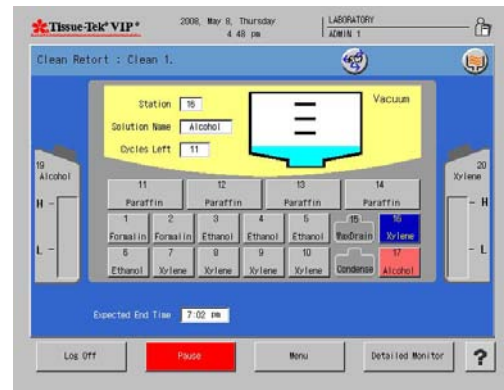 Tissue-Tek® VIP®
2008, May 8, Thursday
4 48 pm
LABORATORY
ADMIN 1
Clean Retort : Clean 1.
Station 16
Solution Name Alcohol
Cycles Left 11
Vacuum
19
Alcohol
H
L
20
Xylene
H
L
11 12 13 14
Paraffin Paraffin Paraffin Paraffin
1 2 3 4 5 15 16
Formalin Formalin Ethanol Ethanol Ethanol WaxDrain Xylene
6 7 8 9 10 17
Ethanol Xylene Xylene Xylene Xylene Condense Alcohol
Expected End Time 7:02 pm
Log Off
Pause
Menu
Detailed Monitor
?